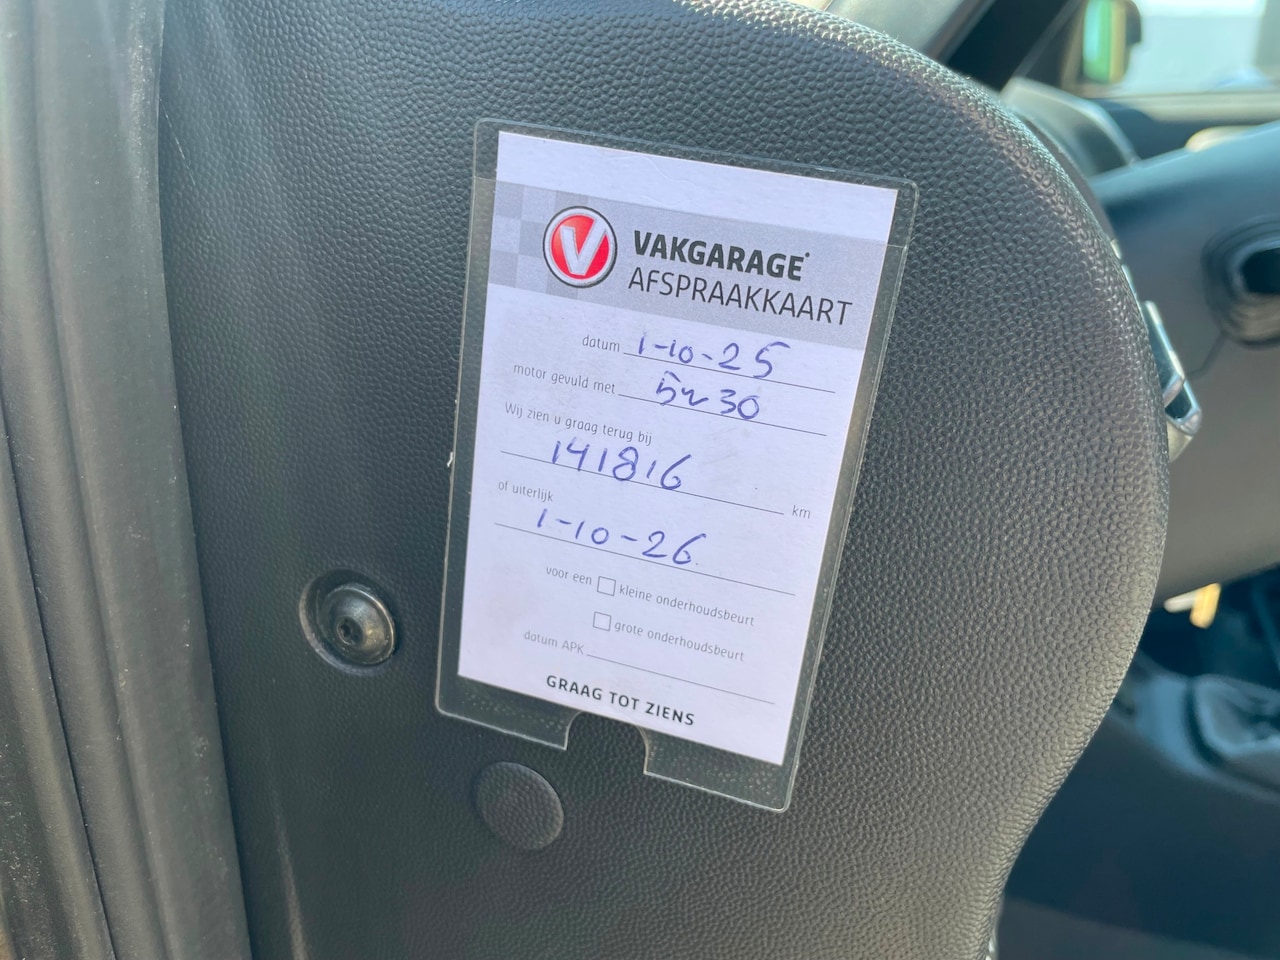 V VAKGARAGE®
AFSPRAAKKAART
datum 1-10-25
motor gevuld met 5w30
Wij zien u graag terug bij
141816 km
of uiterlijk
1-10-26
voor een kleine onderhoudsbeurt
grote onderhoudsbeurt
datum APK
GRAAG TOT ZIENS